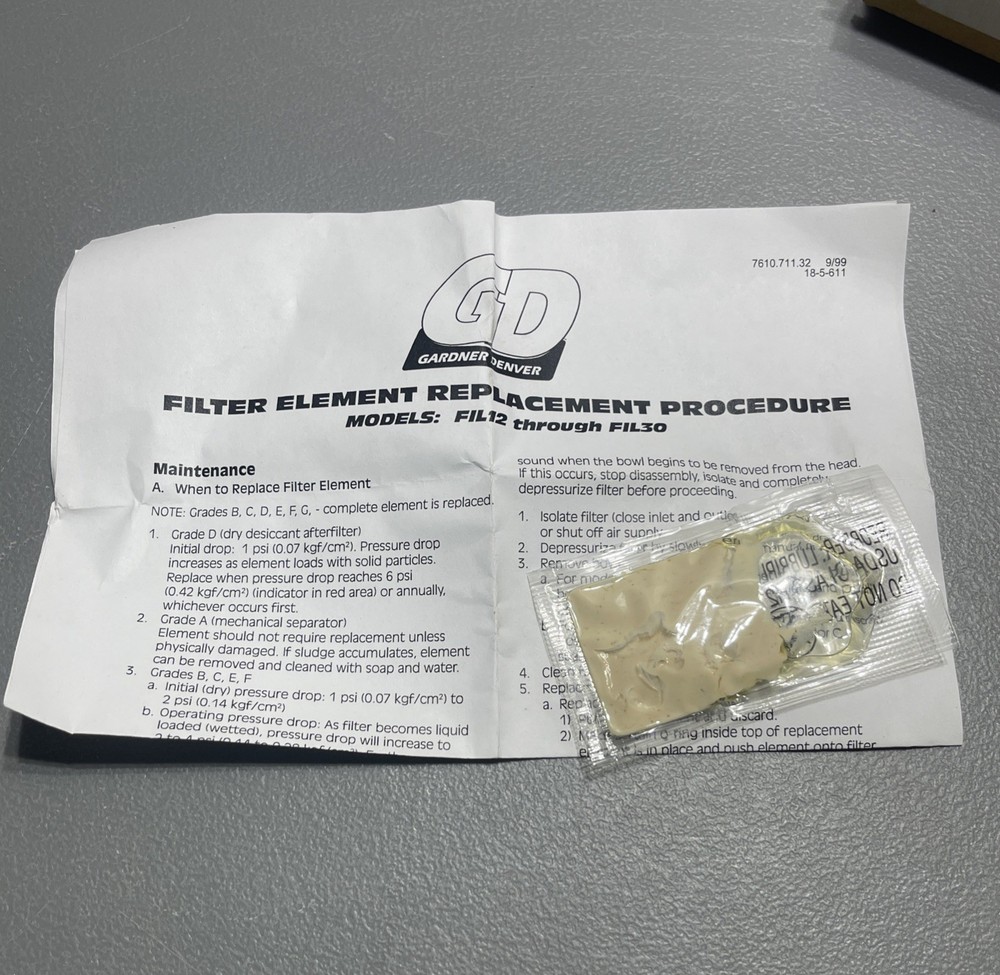 7610.711.32 9/99
18-5-611
GD
GARDNER DENVER
FILTER ELEMENT REPLACEMENT PROCEDURE
MODELS: FIL12 through FIL30
Maintenance
A. When to Replace Filter Element
NOTE: Grades B, C, D, E, F, G, - complete element is replaced.
1. Grade D (dry desiccant afterfilter)
Initial drop: 1 psi (0.07 kgf/cm²). Pressure drop
increases as element loads with solid particles.
Replace when pressure drop reaches 6 psi
(0.42 kgf/cm²) (indicator in red area) or annually,
whichever occurs first.
2. Grade A (mechanical separator)
Element should not require replacement unless
physically damaged. If sludge accumulates, element
can be removed and cleaned with soap and water.
3. Grades B, C, E, F
a. Initial (dry) pressure drop: 1 psi (0.07 kgf/cm²) to
2 psi (0.14 kgf/cm²)
b. Operating pressure drop: As filter becomes liquid
loaded (wetted), pressure drop will increase to
sound when the bowl begins to be removed from the head.
If this occurs, stop disassembly, isolate and completely
depressurize filter before proceeding.
1. Isolate filter (close inlet and
or shut off air
2. Depressurize
3. Remove
a. For
4. Clean
5.
a.
1) discard.
2) ring inside top of replacement
in place and push element onto filter
DO NOT EAT